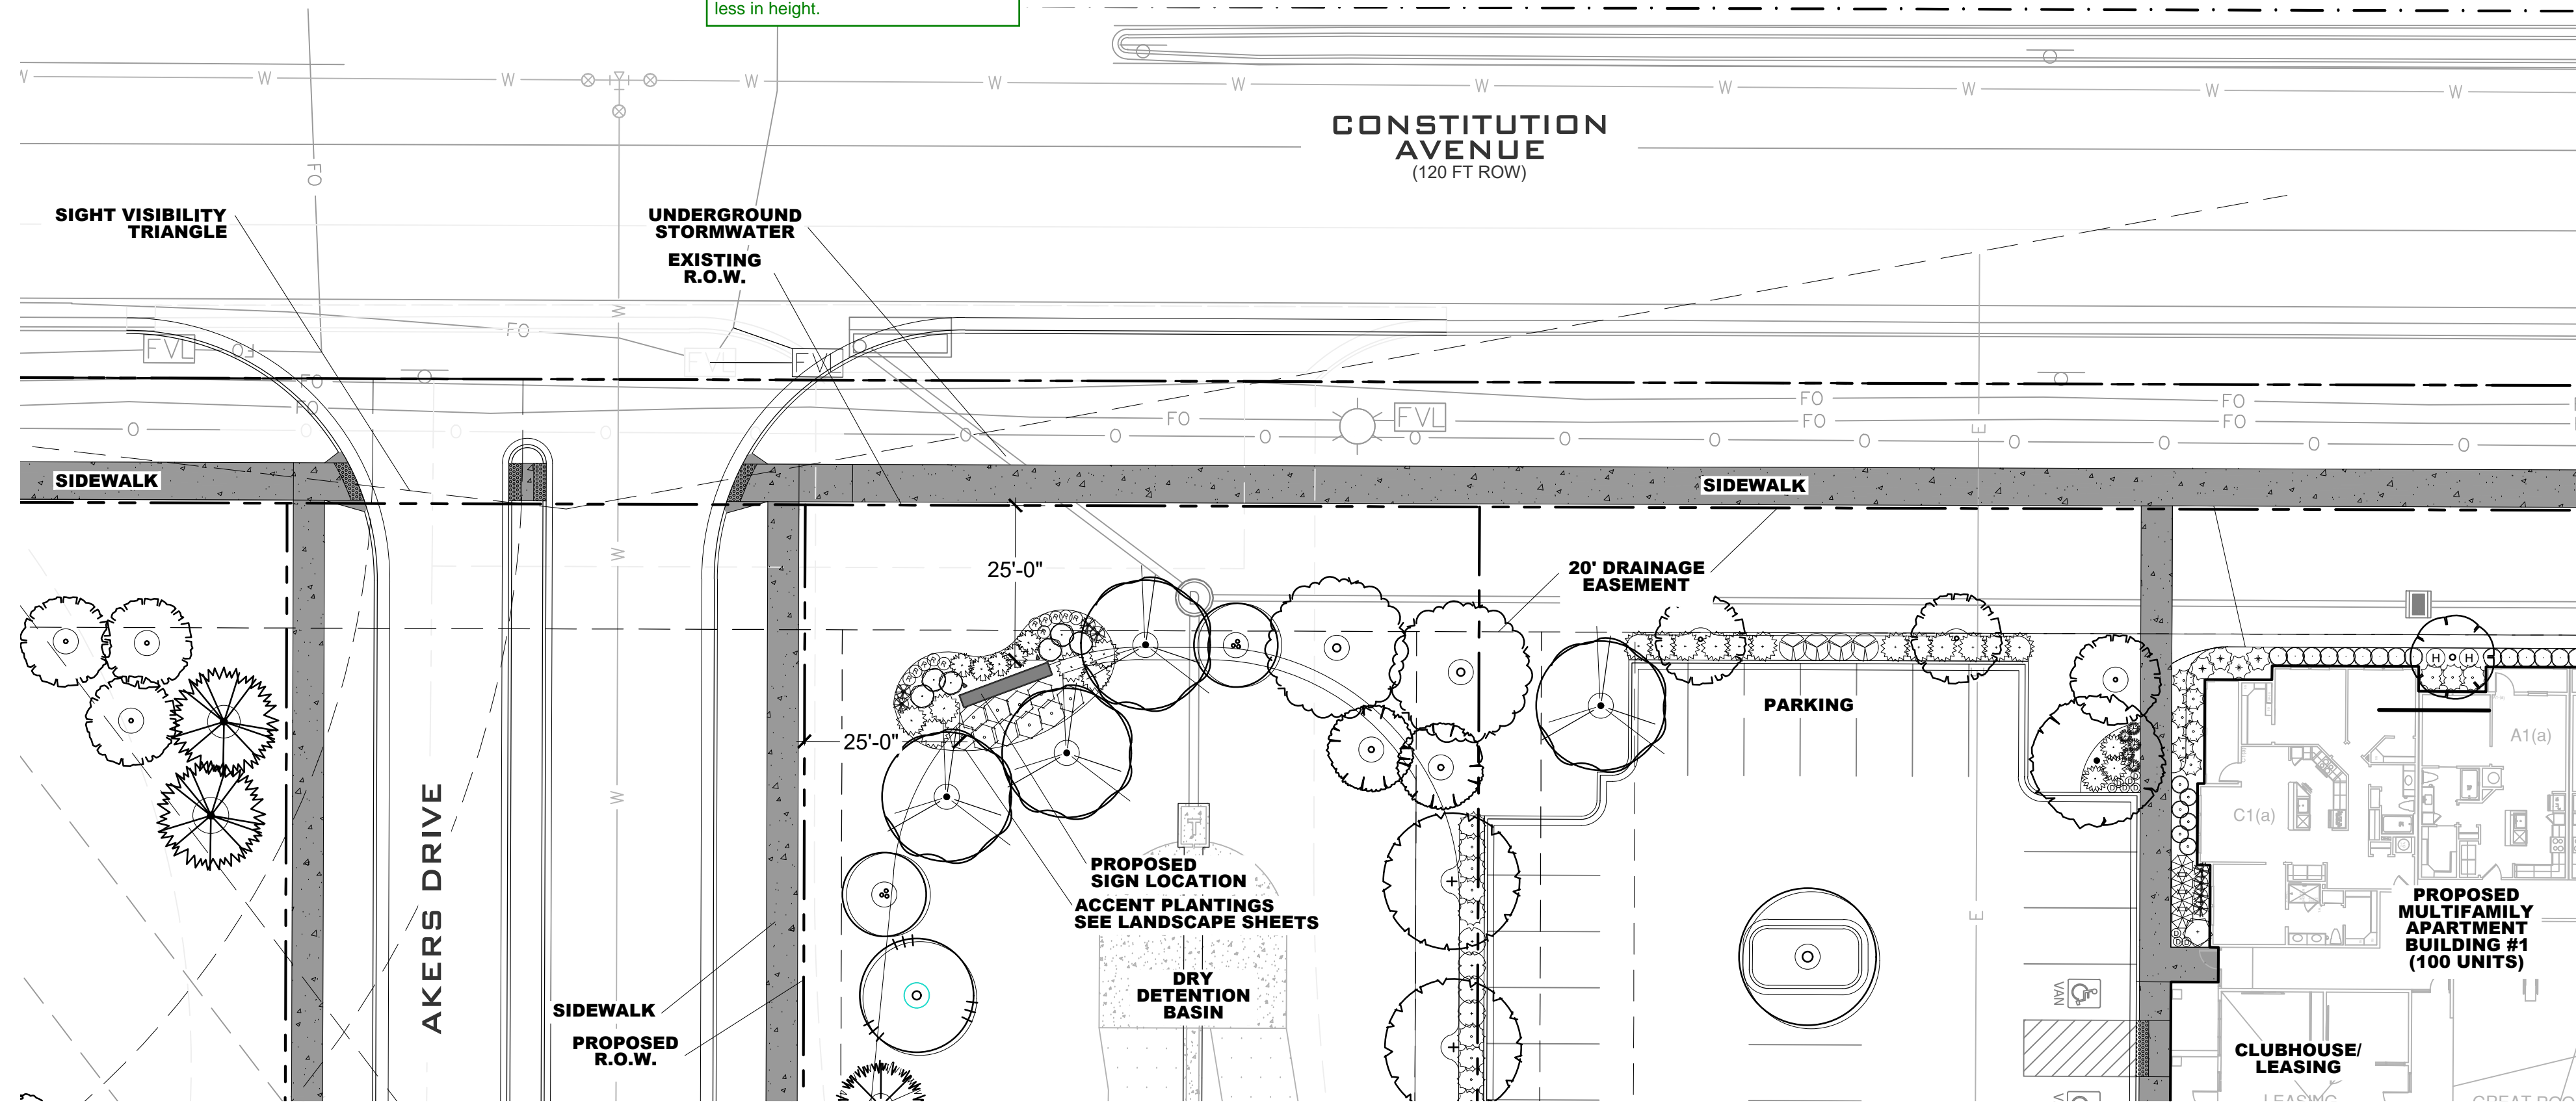 less in height.
W W W W W W W W W W
CONSTITUTION
AVENUE
(120 FT ROW)
FO
SIGHT VISIBILITY
TRIANGLE
UNDERGROUND
STORMWATER
EXISTING
R.O.W.
W
FO
FVL
FO
FVL
FVL
FO
FO
FO
FVL
FO
FO
FO
FO
O O O O O O O O O O O O O O O
E
SIDEWALK
SIDEWALK
W
25'-0"
20' DRAINAGE
EASEMENT
D
H H
PARKING
25'-0"
A1(a)
W
C1(a)
AKERS DRIVE
PROPOSED
SIGN LOCATION
ACCENT PLANTINGS
SEE LANDSCAPE SHEETS
E
PROPOSED
MULTIFAMILY
APARTMENT
BUILDING #1
(100 UNITS)
DRY
DETENTION
BASIN
VAN
SIDEWALK
PROPOSED
R.O.W.
CLUBHOUSE/
LEASING
LEASING